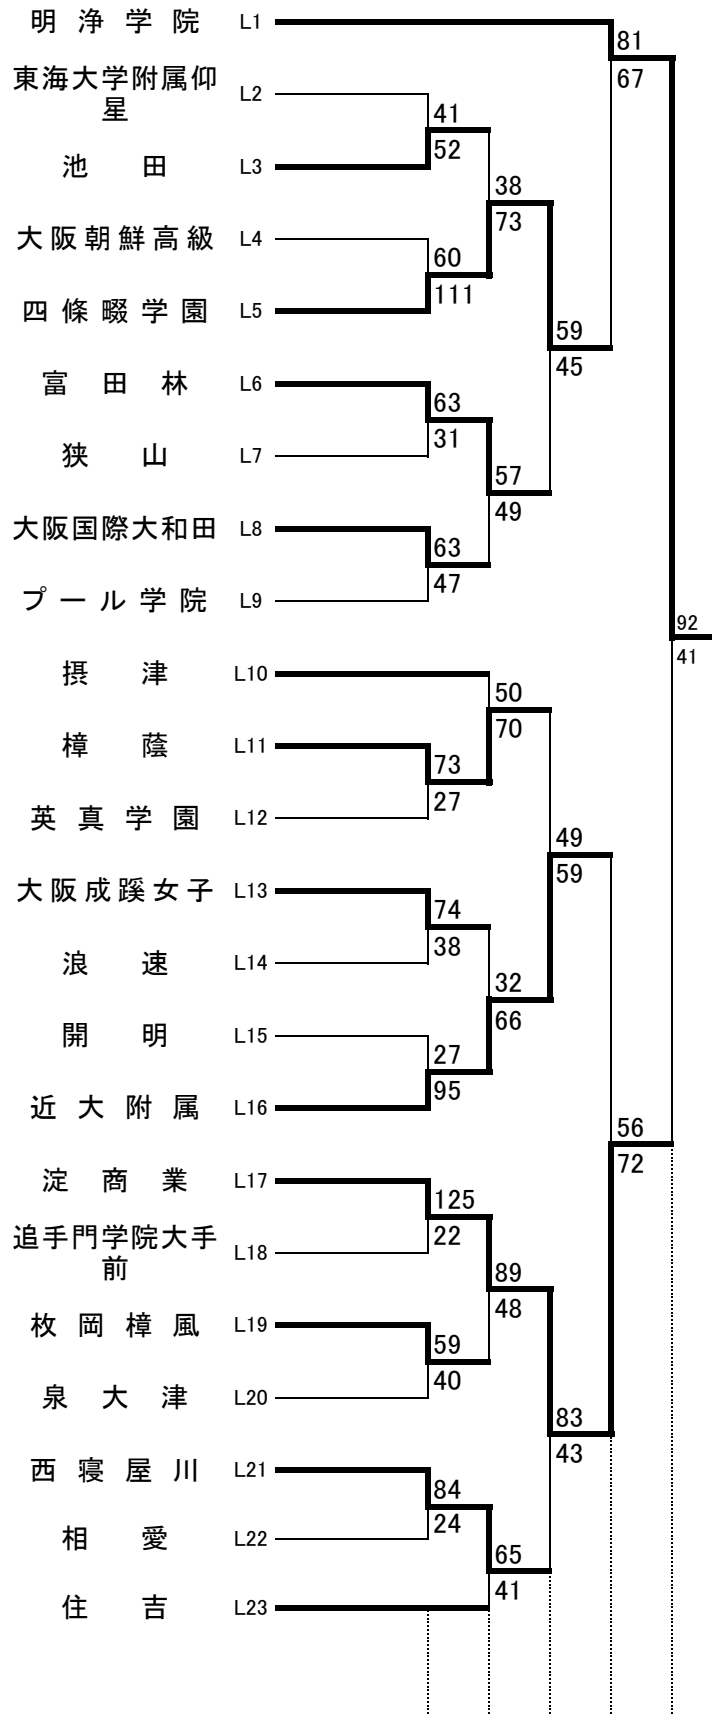 明浄学院 L1
81
67
東海大学附属仰
星 L2
41
52
池田 L3
38
73
大阪朝鮮高級 L4
60
111
四條畷学園 L5
59
45
富田林 L6
63
31
狭山 L7
57
49
大阪国際大和田 L8
63
47
プール学院 L9
92
41
摂津 L10
50
70
樟蔭 L11
73
27
英真学園 L12
49
59
大阪成蹊女子 L13
74
38
浪速 L14
32
66
開明 L15
27
95
近大附属 L16
56
72
淀商業 L17
125
22
追手門学院大手
前 L18
89
48
枚岡樟風 L19
59
40
泉大津 L20
83
43
西寝屋川 L21
84
24
相愛 L22
65
41
住吉 L23